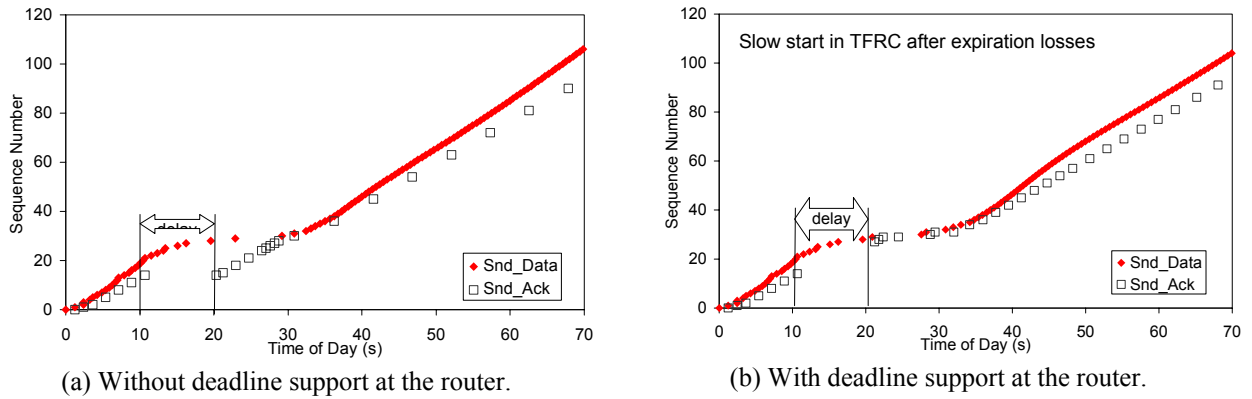 120
100
80
60
40
20
0
Sequence Number
delay
0 10 20 30 40 50 60 70
Time of Day (s)
Snd_Data
Snd_Ack
(a) Without deadline support at the router.
120
100
80
60
40
20
0
Sequence Number
Slow start in TFRC after expiration losses
delay
0 10 20 30 40 50 60 70
Time of Day (s)
Snd_Data
Snd_Ack
(b) With deadline support at the router.